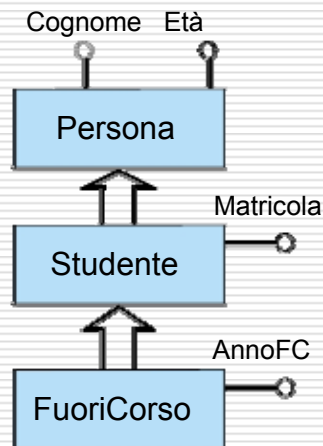 Cognome Età
Persona
Matricola
Studente
AnnoFC
FuoriCorso